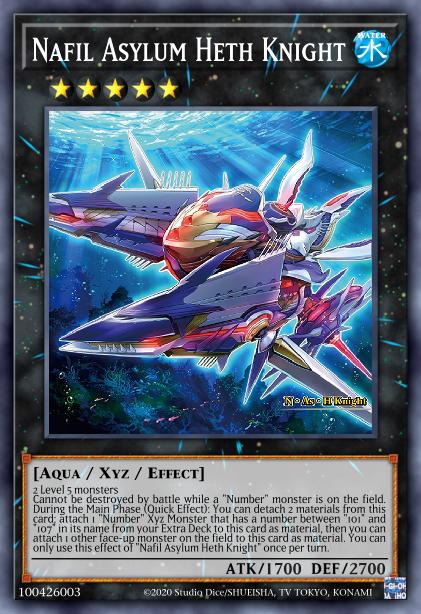 Nafil Asylum Heth Knight
WATER
水
N•As•H Knight
[Aqua / Xyz / Effect]
2 Level 5 monsters
Cannot be destroyed by battle while a "Number" monster is on the field.
During the Main Phase (Quick Effect): You can detach 2 materials from this
card; attach 1 "Number" Xyz Monster that has a number between "101" and
"107" in its name from your Extra Deck to this card as material, then you can
attach 1 other face-up monster on the field to this card as material. You can
only use this effect of "Nafil Asylum Heth Knight" once per turn.
ATK/1700 DEF/2700
100426003
©2020 Studio Dice/SHUEISHA, TV TOKYO, KONAMI